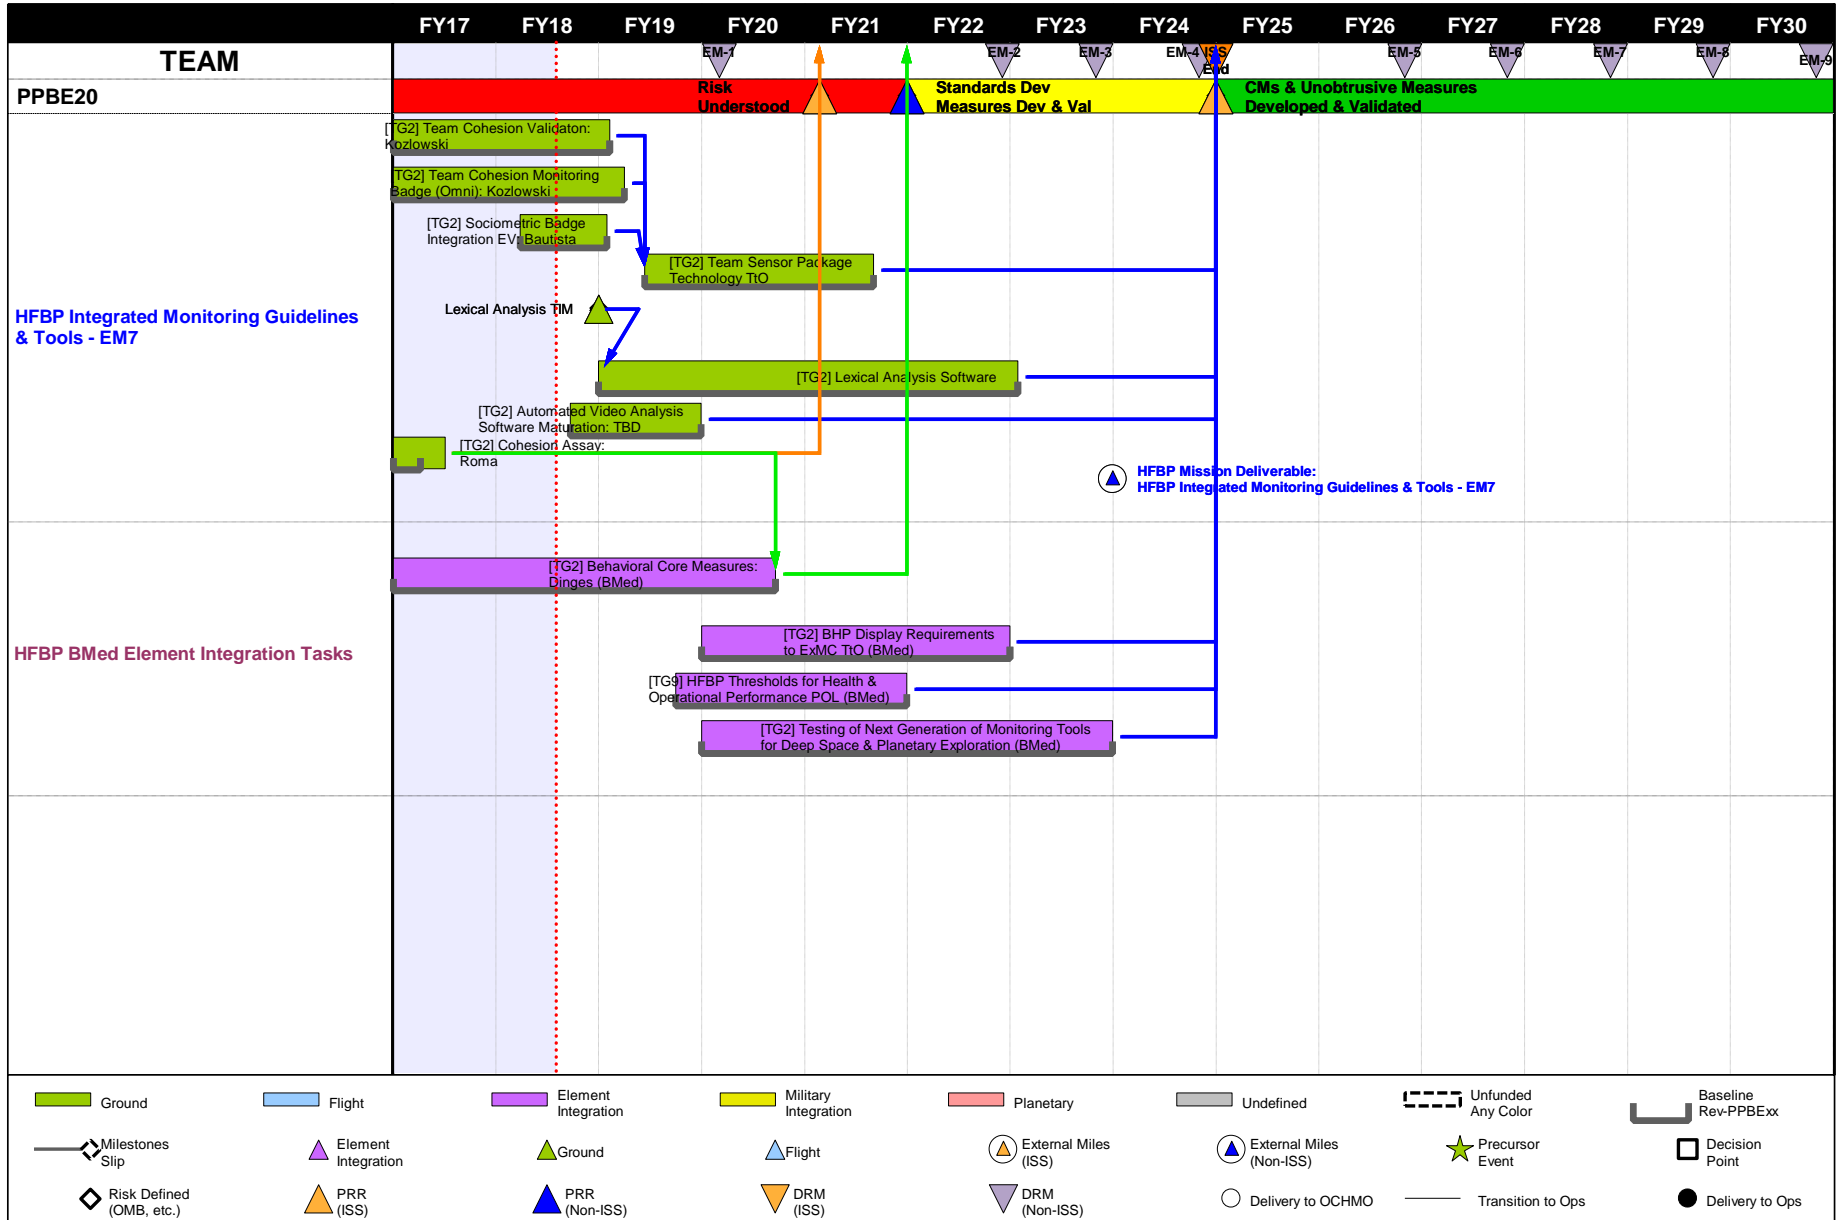 FY17 FY18 FY19 FY20 FY21 FY22 FY23 FY24 FY25 FY26 FY27 FY28 FY29 FY30
TEAM
EM-1 EM-2 EM-3 EM-4 ISS EM-5 EM-6 EM-7 EM-8 EM-9
End
PPBE20
Risk
Understood
Standards Dev
Measures Dev & Val
CMs & Unobtrusive Measures
Developed & Validated
[TG2] Team Cohesion Validaton:
Kozlowski
[TG2] Team Cohesion Monitoring
Badge (Omni): Kozlowski
[TG2] Sociometric Badge
Integration EV: Bautista
[TG2] Team Sensor Package
Technology TtO
Lexical Analysis TIM
HFBP Integrated Monitoring Guidelines
& Tools - EM7
[TG2] Lexical Analysis Software
[TG2] Automated Video Analysis
Software Maturation: TBD
[TG2] Cohesion Assay:
Roma
HFBP Mission Deliverable:
HFBP Integrated Monitoring Guidelines & Tools - EM7
[TG2] Behavioral Core Measures:
Dinges (BMed)
HFBP BMed Element Integration Tasks
[TG2] BHP Display Requirements
to ExMC TtO (BMed)
[TG9] HFBP Thresholds for Health &
Operational Performance POL (BMed)
[TG2] Testing of Next Generation of Monitoring Tools
for Deep Space & Planetary Exploration (BMed)
Ground
Flight
Element
Integration
Military
Integration
Planetary
Undefined
Unfunded
Any Color
Baseline
Rev-PPBExx
Milestones
Slip
Element
Integration
Ground
Flight
External Miles
(ISS)
External Miles
(Non-ISS)
Precursor
Event
Decision
Point
Risk Defined
(OMB, etc.)
PRR
(ISS)
PRR
(Non-ISS)
DRM
(ISS)
DRM
(Non-ISS)
Delivery to OCHMO
Transition to Ops
Delivery to Ops